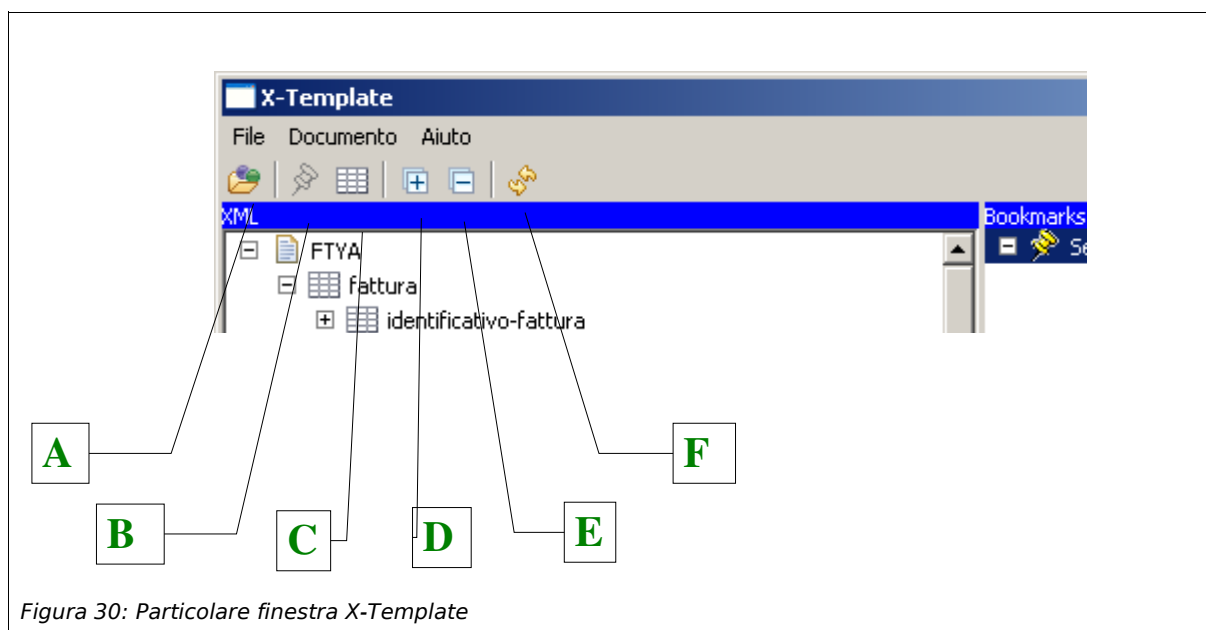 X-Template
File Documento Aiuto
XML
Bookmarks
FTYA
fattura
identificativo-fattura
A
F
B
C
D
E
Figura 30: Particolare finestra X-Template